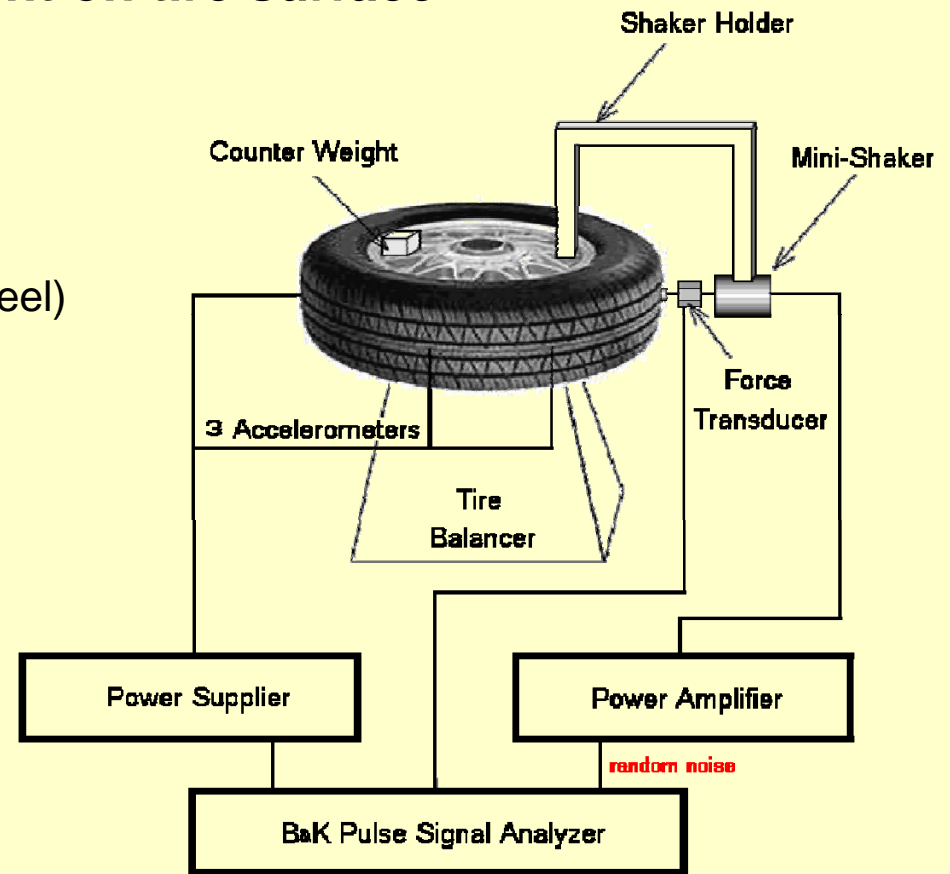 Shaker Holder
Counter Weight
Mini-Shaker
eel)
Force
Transducer
3 Accelerometers
Tire
Balancer
Power Supplier
Power Amplifier
random noise
B&K Pulse Signal Analyzer